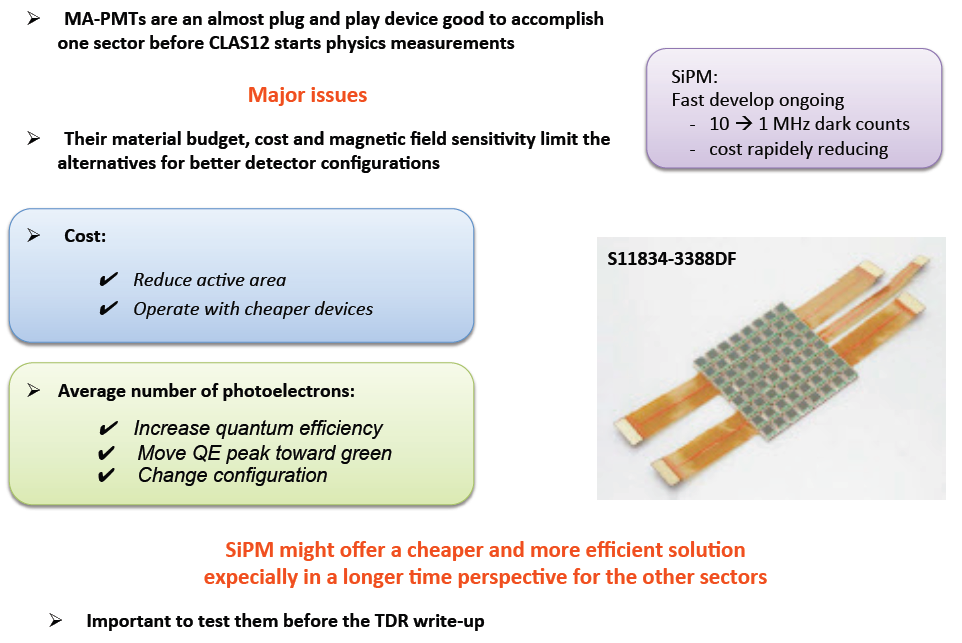 ➢ MA-PMTs are an almost plug and play device good to accomplish
one sector before CLAS12 starts physics measurements
Major issues
➢ Their material budget, cost and magnetic field sensitivity limit the
alternatives for better detector configurations
SiPM:
Fast develop ongoing
- 10 → 1 MHz dark counts
- cost rapidely reducing
➢ Cost:
✔ Reduce active area
✔ Operate with cheaper devices
S11834-3388DF
➢ Average number of photoelectrons:
✔ Increase quantum efficiency
✔ Move QE peak toward green
✔ Change configuration
SiPM might offer a cheaper and more efficient solution
expecially in a longer time perspective for the other sectors
➢ Important to test them before the TDR write-up